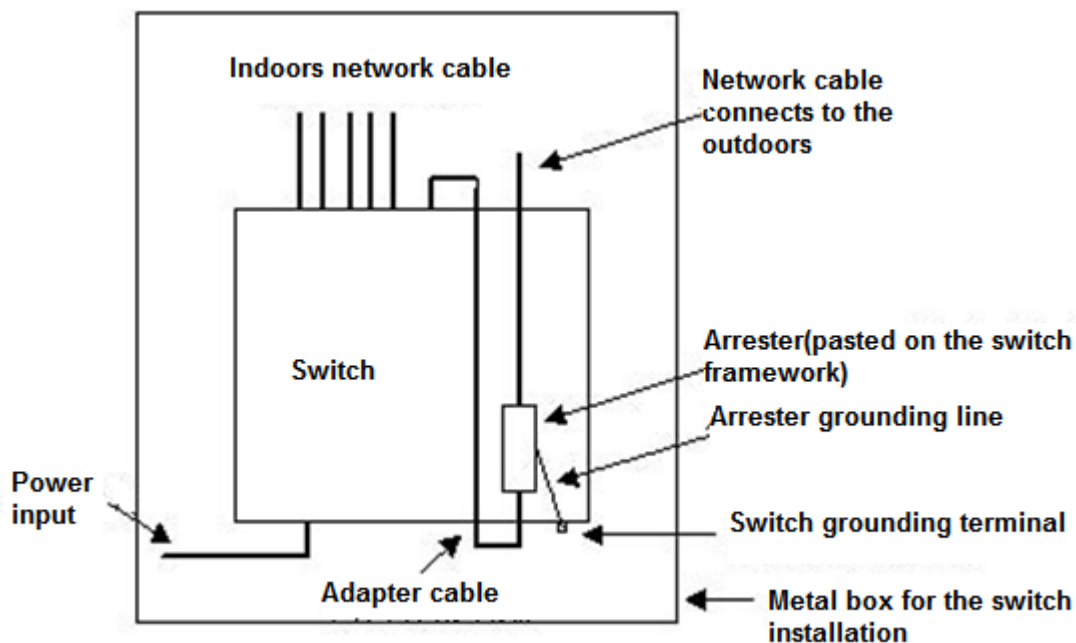 Indoors network cable
Network cable
connects to the
outdoors
Switch
Arrester(pasted on the switch
framework)
Arrester grounding line
Power
input
Switch grounding terminal
Adapter cable
Metal box for the switch
installation